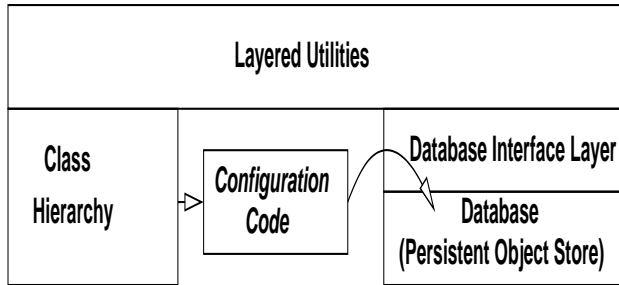 Layered Utilities
Class
Hierarchy
Configuration
Code
Database Interface Layer
Database
(Persistent Object Store)